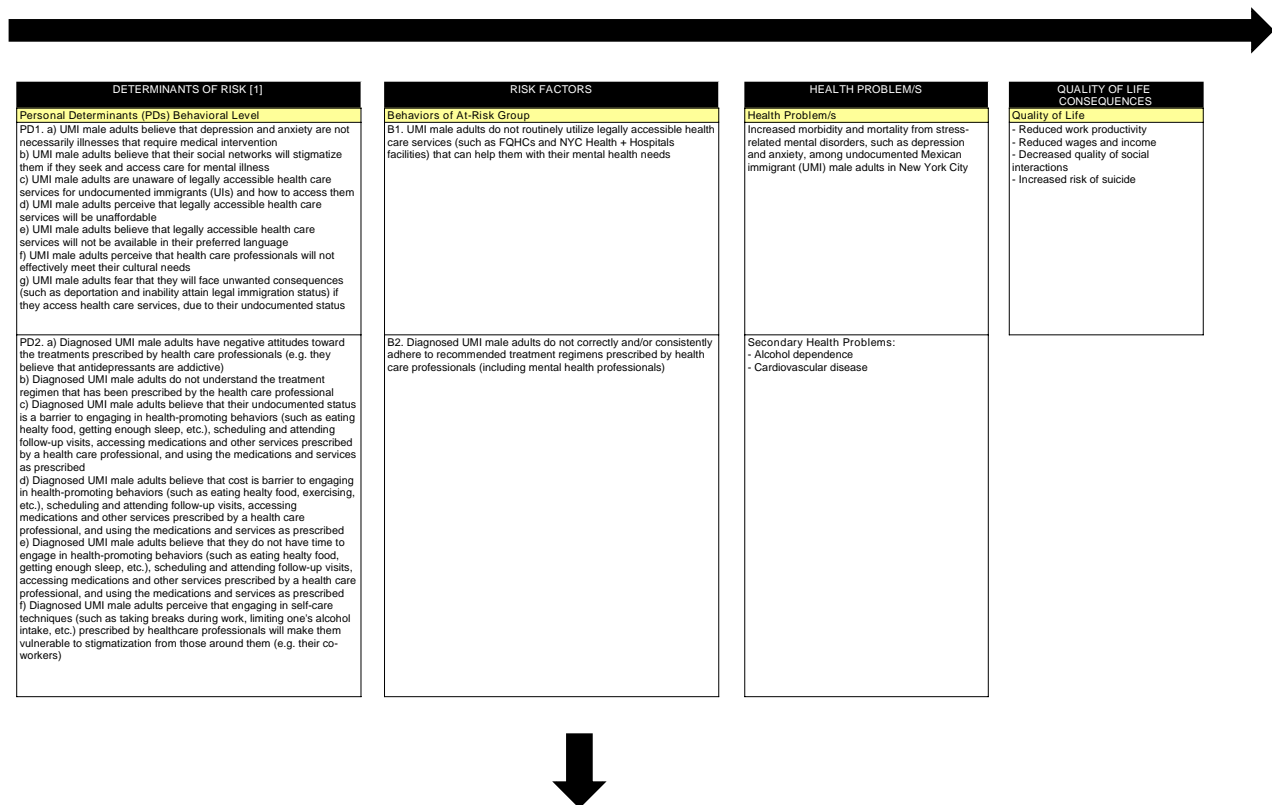 DETERMINANTS OF RISK [1]
Personal Determinants (PDs) Behavioral Level
PD1. a) UMI male adults believe that depression and anxiety are not
necessarily illnesses that require medical intervention
b) UMI male adults believe that their social networks will stigmatize
them if they seek and access care for mental illness
c) UMI male adults are unaware of legally accessible health care
services for undocumented immigrants (UIs) and how to access them
d) UMI male adults perceive that legally accessible health care
services will be unaffordable
e) UMI male adults believe that legally accessible health care
services will not be available in their preferred language
f) UMI male adults perceive that health care professionals will not
effectively meet their cultural needs
g) UMI male adults fear that they will face unwanted consequences
(such as deportation and inability attain legal immigration status) if
they access health care services, due to their undocumented status
PD2. a) Diagnosed UMI male adults have negative attitudes toward
the treatments prescribed by health care professionals (e.g. they
believe that antidepressants are addictive)
b) Diagnosed UMI male adults do not understand the treatment
regimen that has been prescribed by the health care professional
c) Diagnosed UMI male adults believe that their undocumented status
is a barrier to engaging in health-promoting behaviors (such as eating
healty food, getting enough sleep, etc.), scheduling and attending
follow-up visits, accessing medications and other services prescribed
by a health care professional, and using the medications and services
as prescribed
d) Diagnosed UMI male adults believe that cost is barrier to engaging
in health-promoting behaviors (such as eating healty food, exercising,
etc.), scheduling and attending follow-up visits, accessing
medications and other services prescribed by a health care
professional, and using the medications and services as prescribed
e) Diagnosed UMI male adults believe that they do not have time to
engage in health-promoting behaviors (such as eating healty food,
getting enough sleep, etc.), scheduling and attending follow-up visits,
accessing medications and other services prescribed by a health care
professional, and using the medications and services as prescribed
f) Diagnosed UMI male adults perceive that engaging in self-care
techniques (such as taking breaks during work, limiting one's alcohol
intake, etc.) prescribed by healthcare professionals will make them
vulnerable to stigmatization from those around them (e.g. their co-
workers)
RISK FACTORS
Behaviors of At-Risk Group
B1. UMI male adults do not routinely utilize legally accessible health
care services (such as FQHCs and NYC Health + Hospitals
facilities) that can help them with their mental health needs
B2. Diagnosed UMI male adults do not correctly and/or consistently
adhere to recommended treatment regimens prescribed by health
care professionals (including mental health professionals)
HEALTH PROBLEM/S
Health Problem/s
Increased morbidity and mortality from stress-
related mental disorders, such as depression
and anxiety, among undocumented Mexican
immigrant (UMI) male adults in New York City
Secondary Health Problems:
- Alcohol dependence
- Cardiovascular disease
QUALITY OF LIFE
CONSEQUENCES
Quality of Life
- Reduced work productivity
- Reduced wages and income
- Decreased quality of social
interactions
- Increased risk of suicide